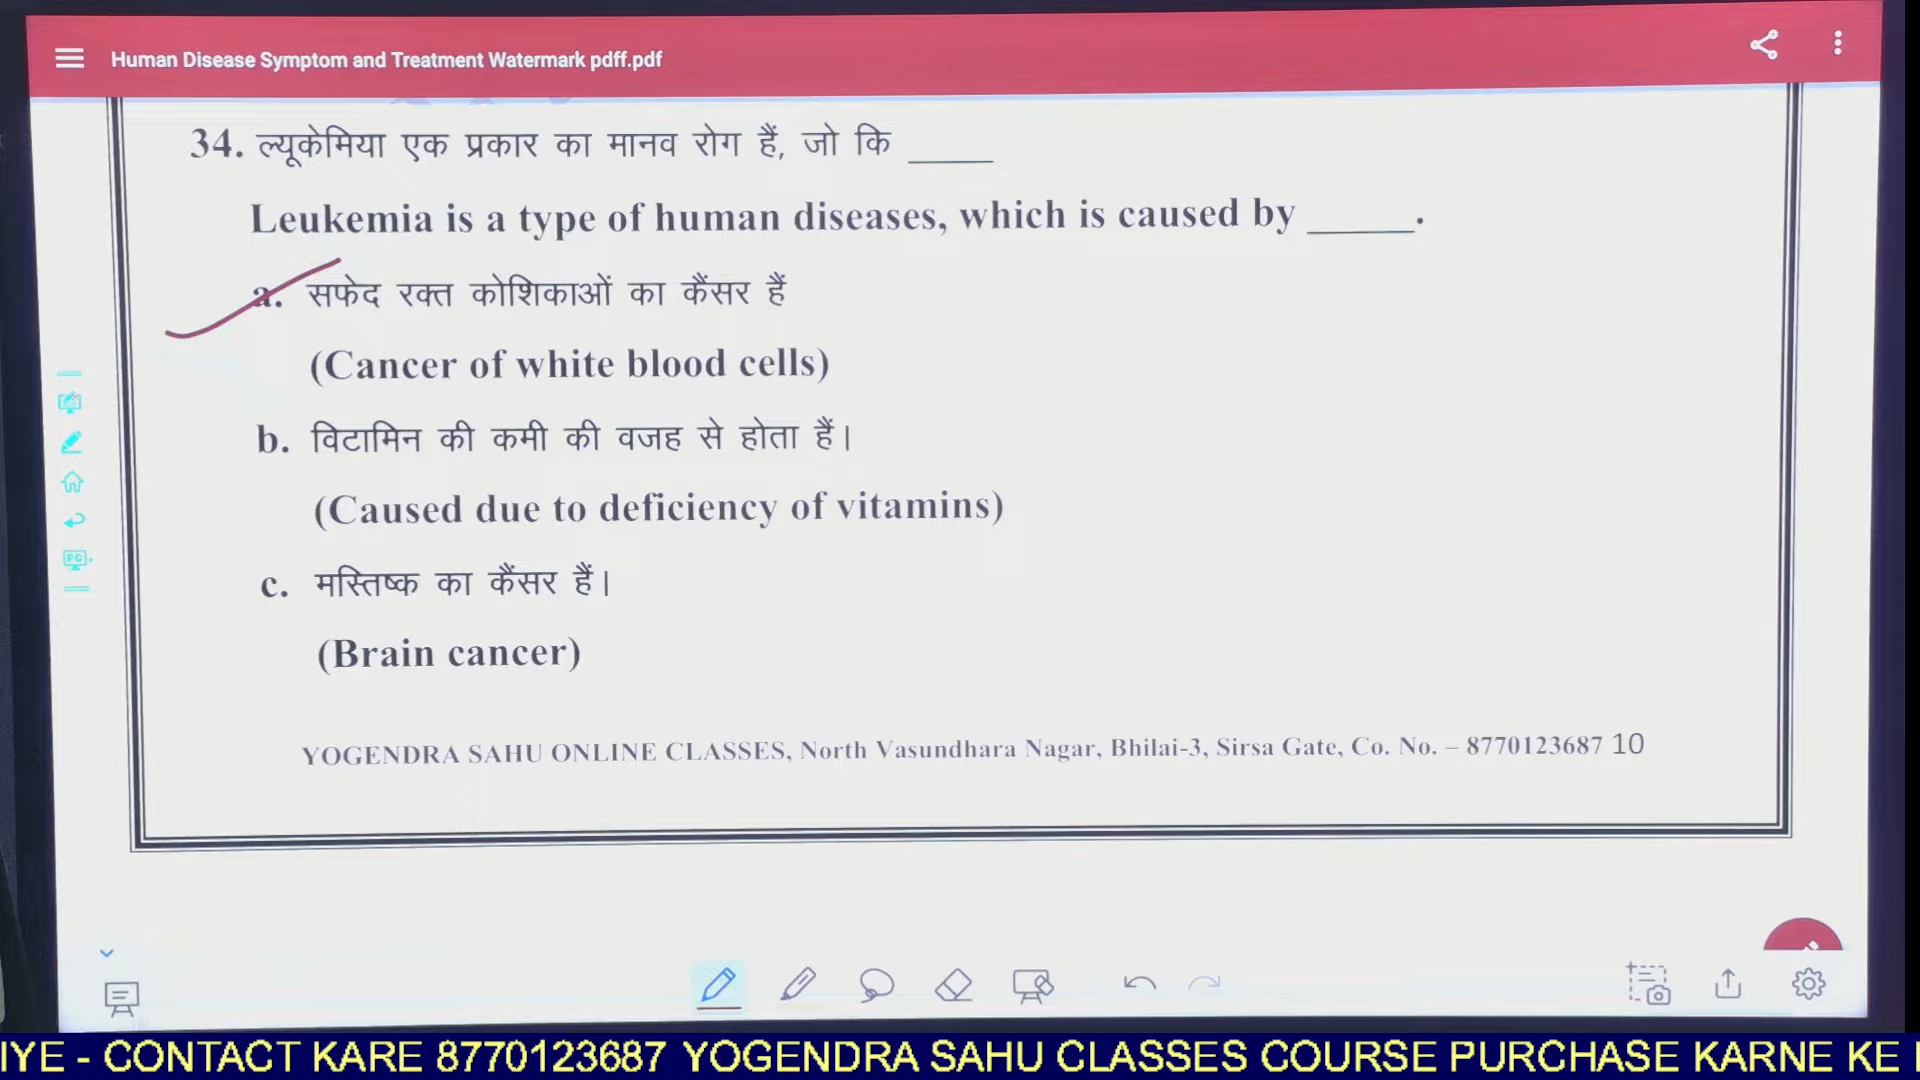 Human Disease Symptom and Treatment Watermark pdff.pdf
34. ल्यूकेमिया एक प्रकार का मानव रोग हैं, जो कि _____
Leukemia is a type of human diseases, which is caused by _____.
a. सफेद रक्त कोशिकाओं का कैंसर हैं
(Cancer of white blood cells)
b. विटामिन की कमी की वजह से होता हैं।
(Caused due to deficiency of vitamins)
c. मस्तिष्क का कैंसर हैं।
(Brain cancer)
YOGENDRA SAHU ONLINE CLASSES, North Vasundhara Nagar, Bhilai-3, Sirsa Gate, Co. No. – 8770123687 10
IYE - CONTACT KARE 8770123687 YOGENDRA SAHU CLASSES COURSE PURCHASE KARNE KE